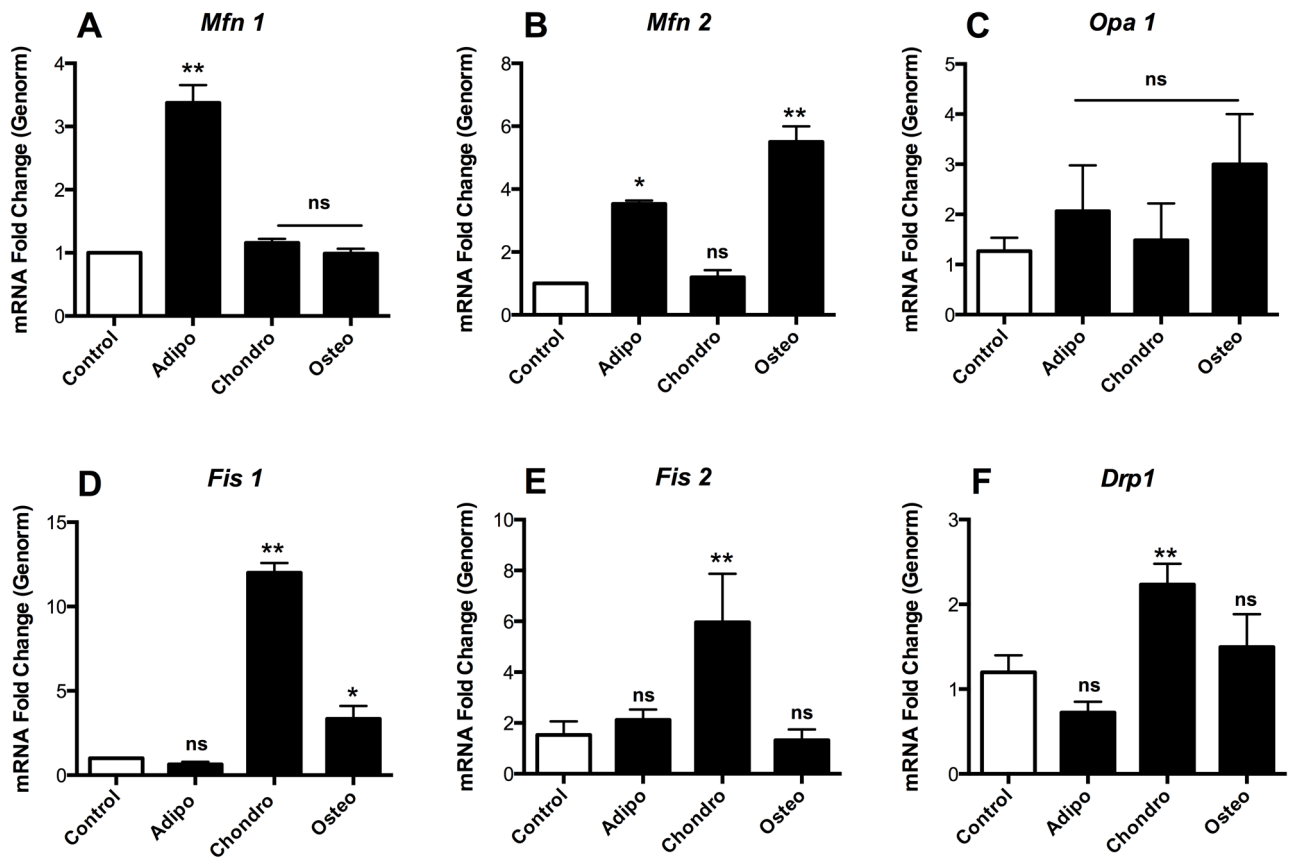 A Mfn 1
mRNA Fold Change (Genorm)
4
3
2
1
0
**
ns
Control
Adipo
Chondro
Osteo
B Mfn 2
mRNA Fold Change (Genorm)
8
6
4
2
0
*
ns
**
Control
Adipo
Chondro
Osteo
C Opa 1
mRNA Fold Change (Genorm)
5
4
3
2
1
0
ns
Control
Adipo
Chondro
Osteo
D Fis 1
mRNA Fold Change (Genorm)
15
10
5
0
ns
**
*
Control
Adipo
Chondro
Osteo
E Fis 2
mRNA Fold Change (Genorm)
10
8
6
4
2
0
ns
**
ns
Control
Adipo
Chondro
Osteo
F Drp1
mRNA Fold Change (Genorm)
3
2
1
0
ns
**
ns
Control
Adipo
Chondro
Osteo